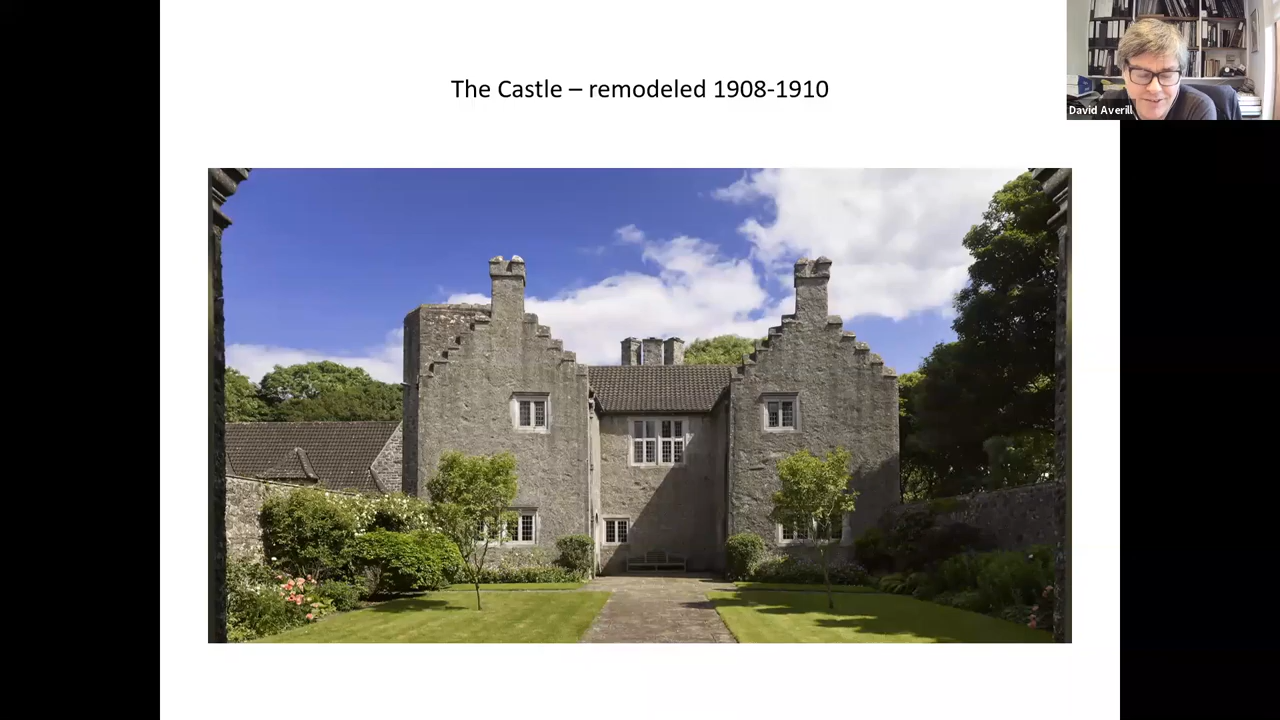 The Castle – remodeled 1908-1910
David Averill